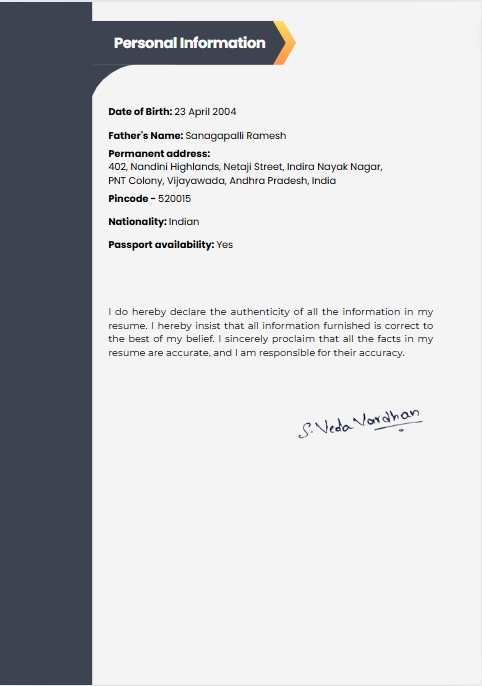 Personal Information
Date of Birth: 23 April 2004
Father's Name: Sanagapalli Ramesh
Permanent address:
402, Nandini Highlands, Netaji Street, Indira Nayak Nagar,
PNT Colony, Vijayawada, Andhra Pradesh, India
Pincode - 520015
Nationality: Indian
Passport availability: Yes
I do hereby declare the authenticity of all the information in my
resume. I hereby insist that all information furnished is correct to
the best of my belief. I sincerely proclaim that all the facts in my
resume are accurate, and I am responsible for their accuracy.
S. Veda Vardhan